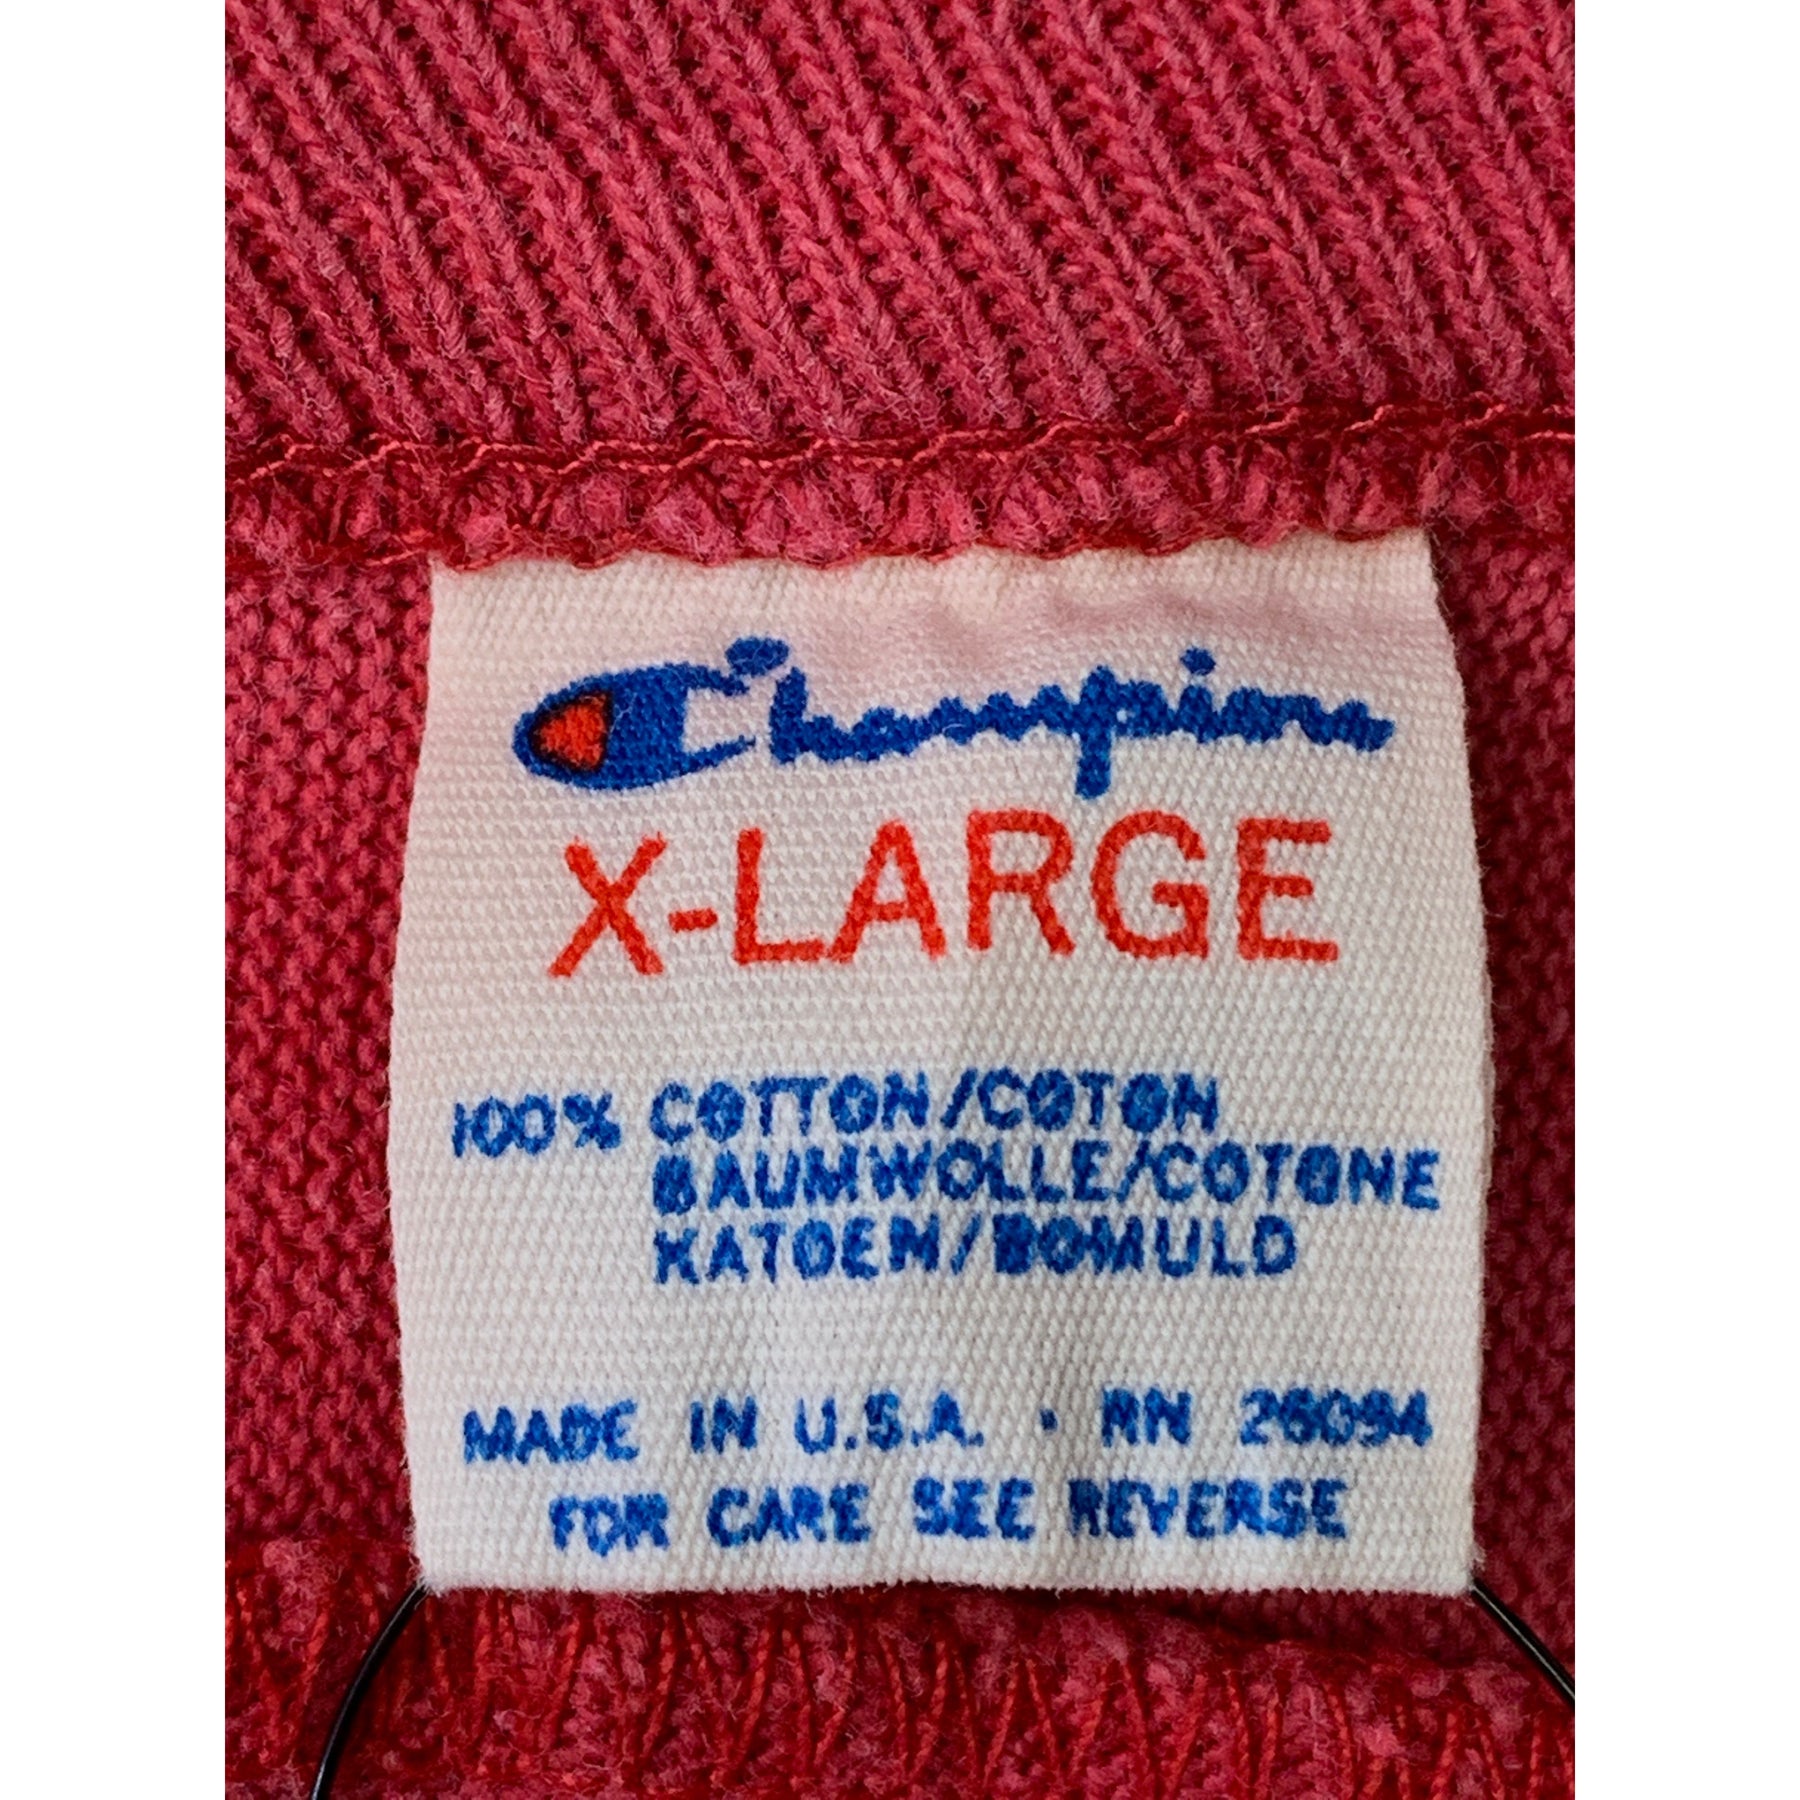 Champion
X-LARGE
100% COTTON/COTON
BAUMWOLLE/COTONE
KATOEN/BOMULD
MADE IN U.S.A. · RN 26094
FOR CARE SEE REVERSE